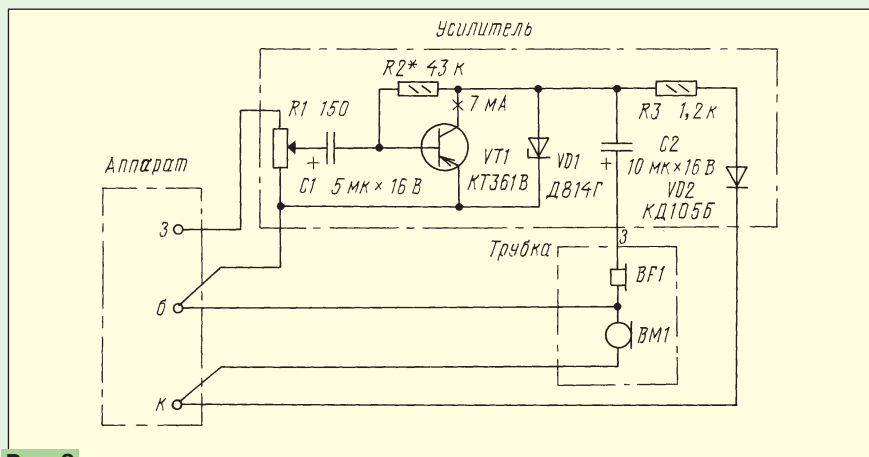 Усилитель
R2* 43 к
R1 150
7 мА
R3 1,2 к
Аппарат
+
C1 5 мк × 16 В
VT1
КТ361В
VD1
Д814Г
C2
+
10 мк × 16 В
VD2
КД105Б
З
Трубка
З
BF1
б
BM1
к